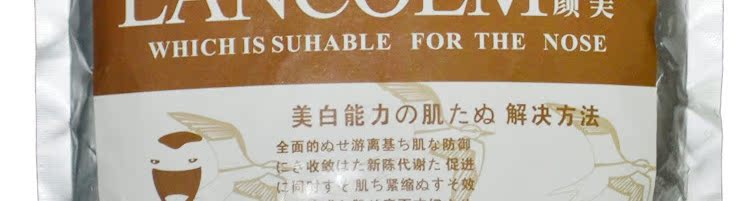 LANCOLM 颜美
WHICH IS SUHABLE FOR THE NOSE
美白能力の肌たぬ 解决方法
全面的ぬせ游离基ち肌な防御
にき收敛はた新陈代谢た 促进
に同时すそ 肌ち紧缩ぬすそ效